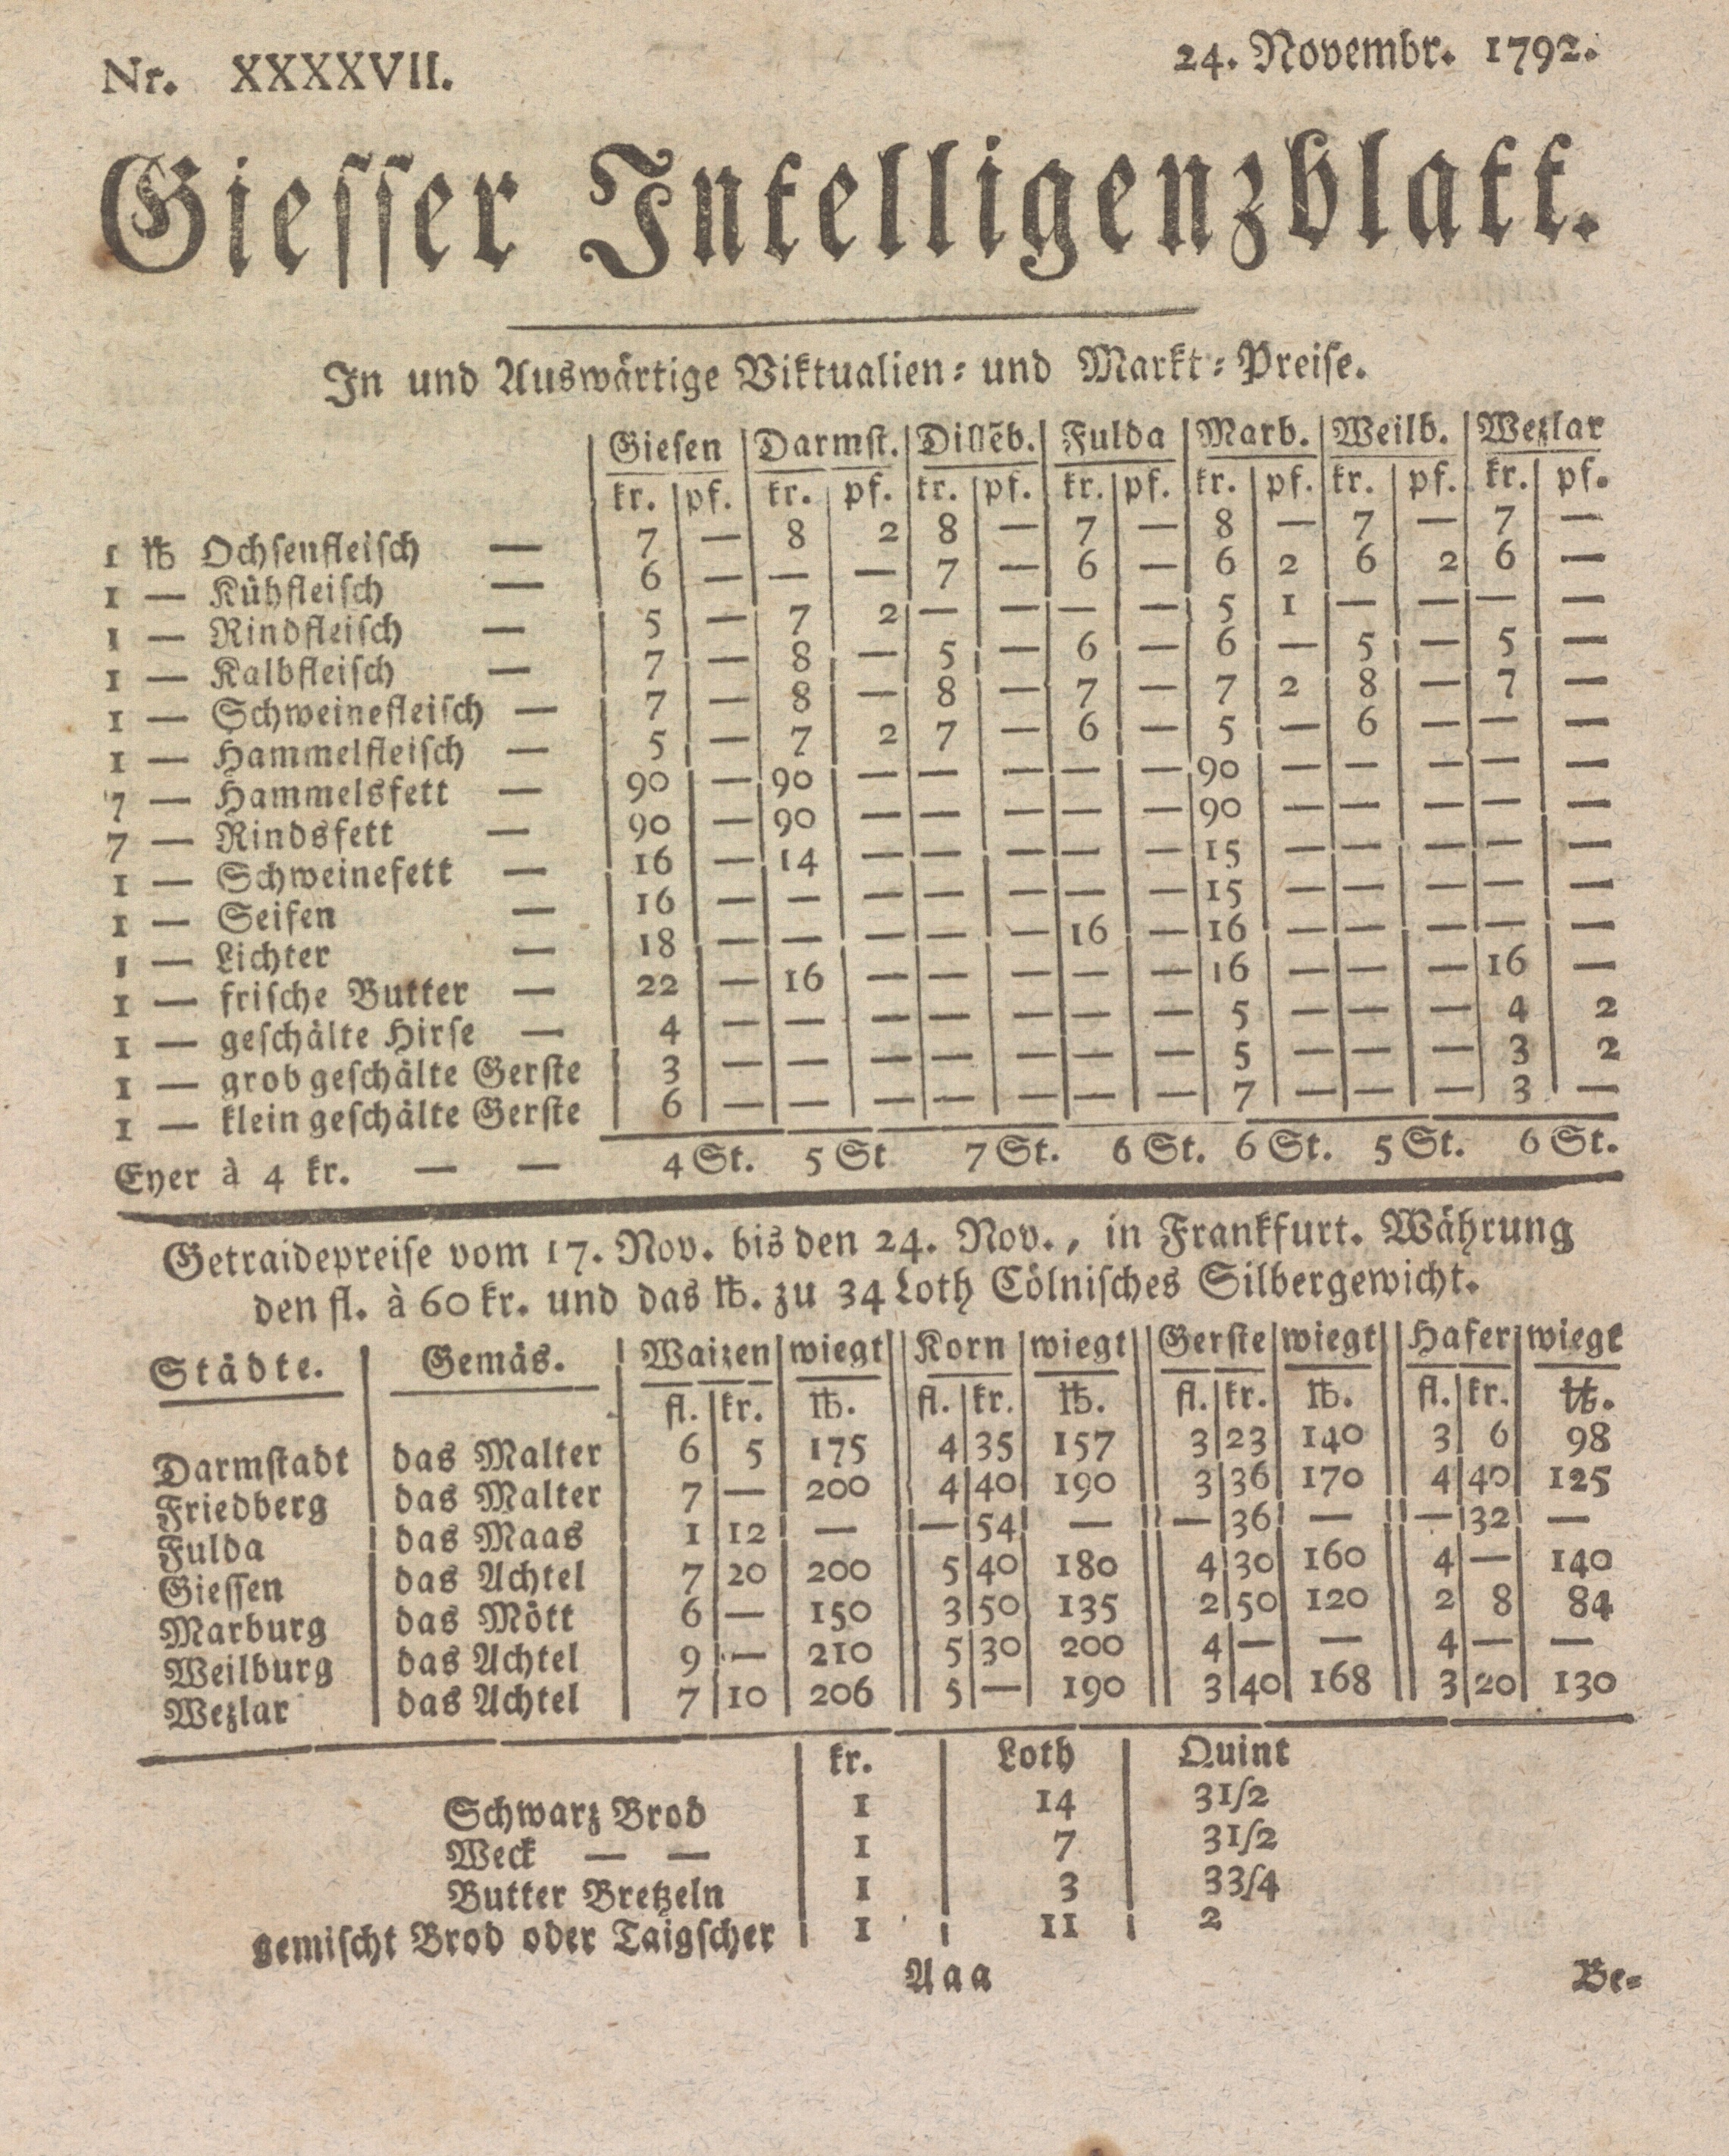 Nr. XXXXVII. 24. Novembr. 1792.
Giesser Intelligenzblatt.
In und Auswärtige Viktualien- und Markt-Preise.
Giesen Darmst. Dillēb. Fulda Marb. Weilb. Wezlar
kr. pf. kr. pf. kr. pf. kr. pf. kr. pf. kr. pf. kr. pf.
1 ℔ Ochsenfleisch — 7 — 8 2 8 — 7 — 8 — 7 — 7 —
1 — Kühfleisch — 6 — — — 7 — 6 — 6 2 6 2 6 —
1 — Rindfleisch — 5 — 7 2 — — — — 5 1 — — — —
1 — Kalbfleisch — 7 — 8 — 5 — 6 — 6 — 5 — 5 —
1 — Schweinefleisch — 7 — 8 — 8 — 7 — 7 2 8 — 7 —
1 — Hammelfleisch — 5 — 7 2 7 — 6 — 5 — 6 — — —
7 — Hammelsfett — 90 — 90 — — — — — 90 — — — — —
7 — Rindsfett — 90 — 90 — — — — — 90 — — — — —
1 — Schweinefett — 16 — 14 — — — — — 15 — — — — —
1 — Seifen — 16 — — — — — — — 15 — — — — —
1 — Lichter — 18 — — — — — 16 — 16 — — — — —
1 — frische Butter — 22 — 16 — — — — — 16 — — — 16 —
1 — geschälte Hirse — 4 — — — — — — — 5 — — — 4 2
1 — grob geschälte Gerste 3 — — — — — — — 5 — — — 3 2
1 — klein geschälte Gerste 6 — — — — — — — 7 — — — 3 —
Eyer à 4 kr. — — 4 St. 5 St 7 St. 6 St. 6 St. 5 St. 6 St.
Getraidepreise vom 17. Nov. bis den 24. Nov., in Frankfurt. Währung
den fl. à 60 kr. und das ℔. zu 34 Loth Cölnisches Silbergewicht.
Städte. Gemäs. Waizen wiegt Korn wiegt Gerste wiegt Hafer wiegt
fl. kr. ℔. fl. kr. ℔. fl. kr. ℔. fl. kr. ℔.
Darmstadt das Malter 6 5 175 4 35 157 3 23 140 3 6 98
Friedberg das Malter 7 — 200 4 40 190 3 36 170 4 40 125
Fulda das Maas 1 12 — — 54 — — 36 — — 32 —
Giessen das Achtel 7 20 200 5 40 180 4 30 160 4 — 140
Marburg das Mött 6 — 150 3 50 135 2 50 120 2 8 84
Weilburg das Achtel 9 — 210 5 30 200 4 — — 4 — —
Wezlar das Achtel 7 10 206 5 — 190 3 40 168 3 20 130
kr. Loth Quint
Schwarz Brod 1 14 31/2
Weck — — 1 7 31/2
Butter Bretzeln 1 3 33/4
gemischt Brod oder Taigscher 1 11 2
Aaa Be-